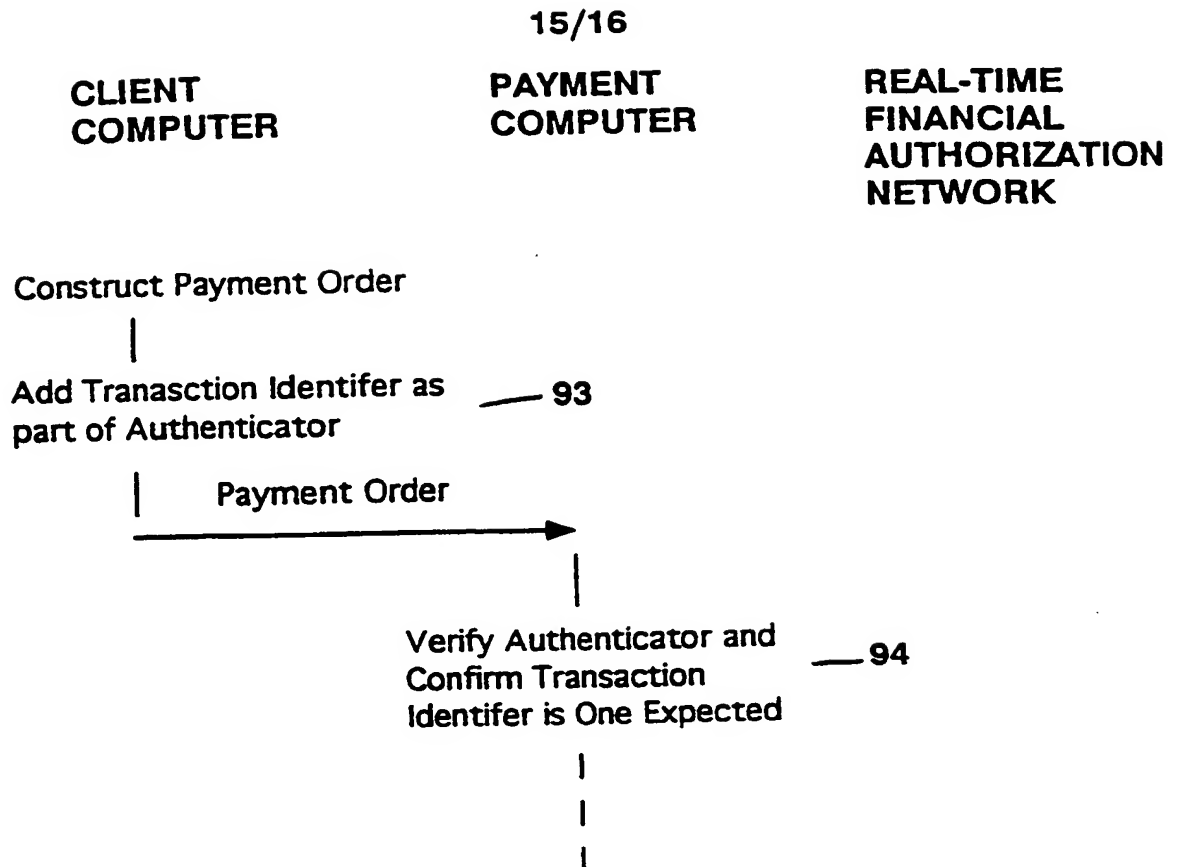 15/16
CLIENT
COMPUTER
PAYMENT
COMPUTER
REAL-TIME
FINANCIAL
AUTHORIZATION
NETWORK
Construct Payment Order
Add Tranasction Identifer as
part of Authenticator
93
Payment Order
Verify Authenticator and
Confirm Transaction
Identifer is One Expected
94